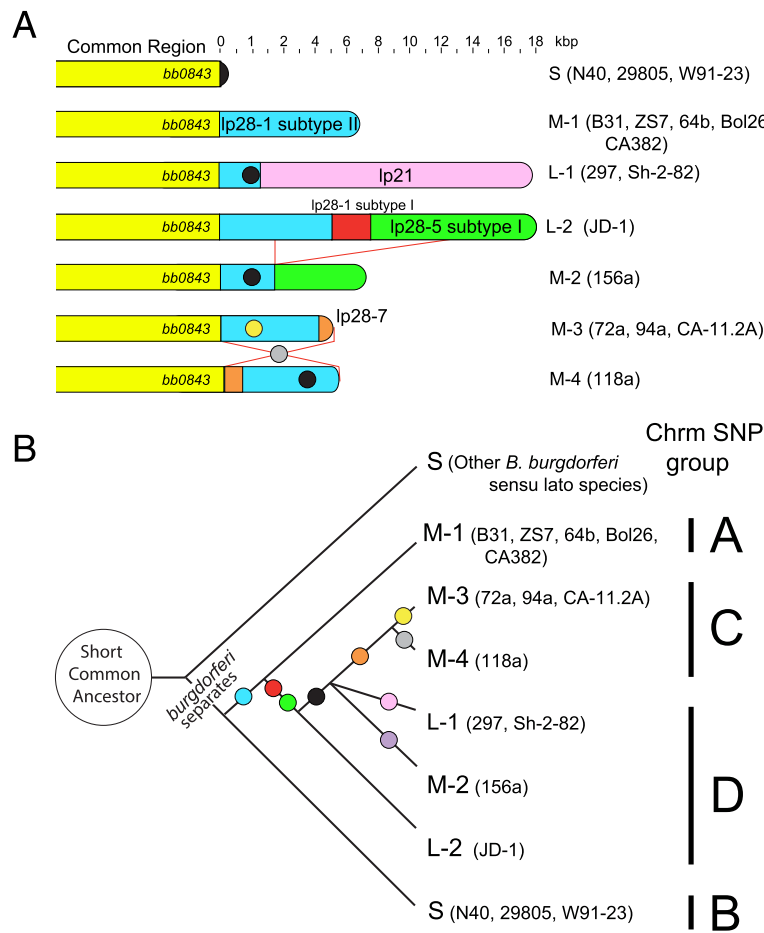 A
Common Region 0 2 4 6 8 10 12 14 16 18 kbp
bb0843 S (N40, 29805, W91-23)
bb0843 lp28-1 subtype II M-1 (B31, ZS7, 64b, Bol26
CA382)
bb0843 lp21 L-1 (297, Sh-2-82)
lp28-1 subtype I
bb0843 lp28-5 subtype I L-2 (JD-1)
bb0843 M-2 (156a)
lp28-7
bb0843 M-3 (72a, 94a, CA-11.2A)
bb0843 M-4 (118a)
B
Chrm SNP
group
S (Other B. burgdorferi
sensu lato species)
M-1 (B31, ZS7, 64b, Bol26,
CA382)
A
M-3 (72a, 94a, CA-11.2A)
C
M-4 (118a)
Short
Common
Ancestor
burgdorferi
separates
L-1 (297, Sh-2-82)
M-2 (156a)
D
L-2 (JD-1)
S (N40, 29805, W91-23)
B